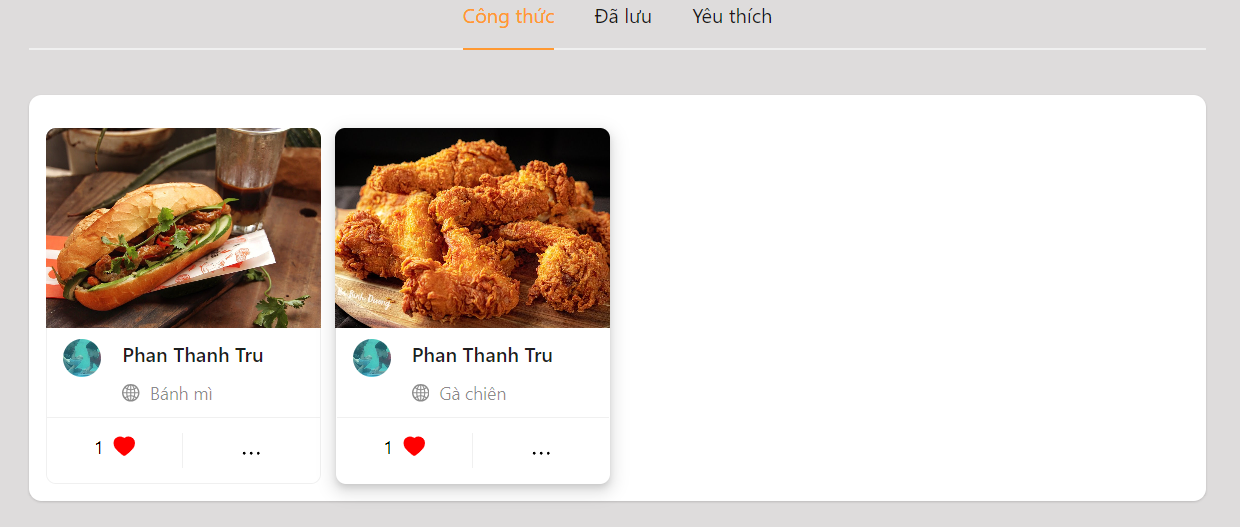 Công thức Đã lưu Yêu thích
Phan Thanh Tru
Bánh mì
1
...
Phan Thanh Tru
Gà chiên
1
...